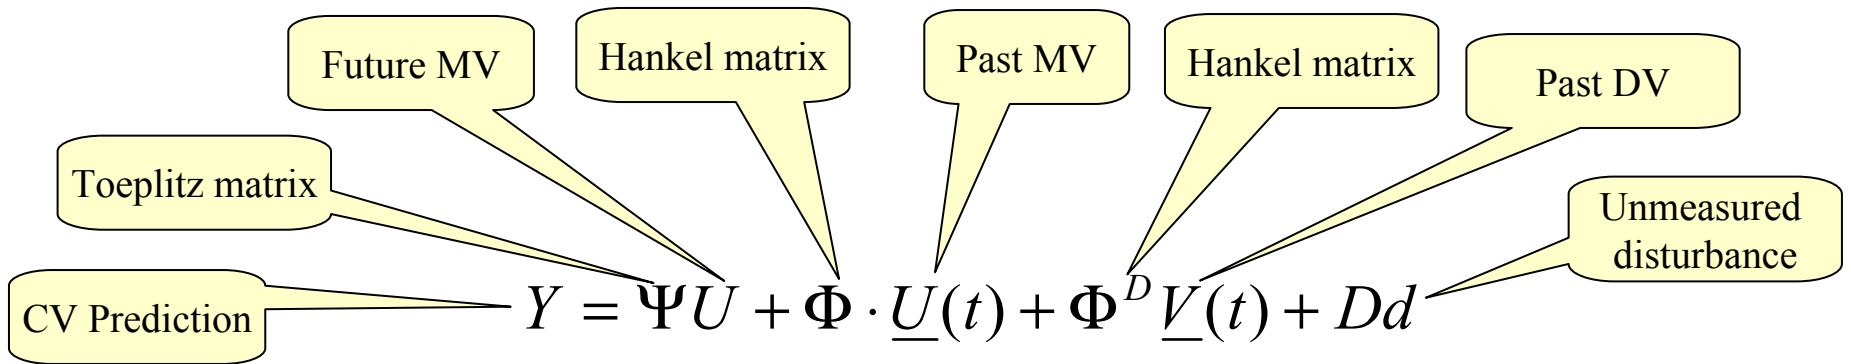 Future MV
Hankel matrix
Past MV
Hankel matrix
Past DV
Toeplitz matrix
Unmeasured
disturbance
CV Prediction
Y = ΨU + Φ · U(t) + Φ^D V(t) + Dd